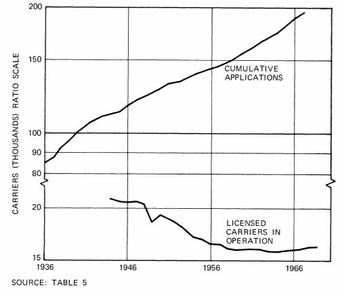 200
150
CUMULATIVE
APPLICATIONS
100
90
80
CARRIERS (THOUSANDS) RATIO SCALE
20
LICENSED
CARRIERS IN
OPERATION
15
1936 1946 1956 1966
SOURCE: TABLE 5